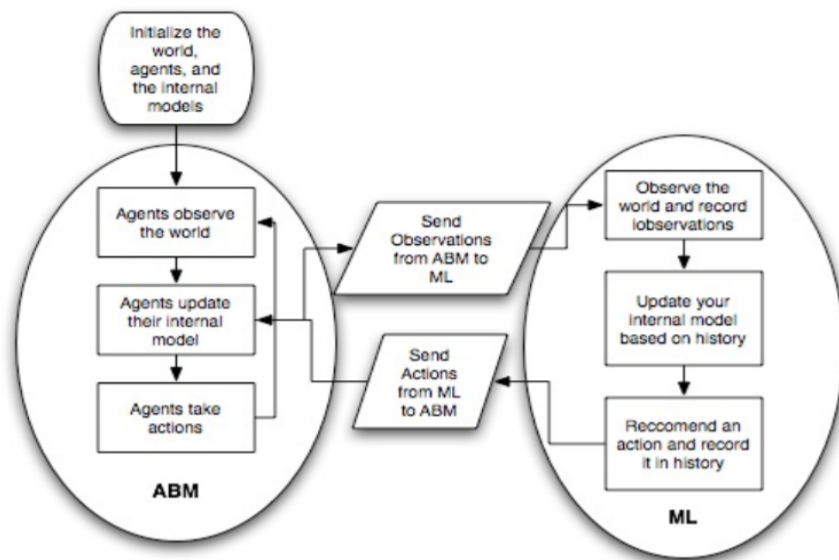 Initialize the
world,
agents, and
the internal
models
Agents observe
the world
Agents update
their internal
model
Agents take
actions
ABM
Send
Observations
from ABM to
ML
Send
Actions
from ML
to ABM
Observe the
world and record
iobservations
Update your
internal model
based on history
Reccomend an
action and record
it in history
ML